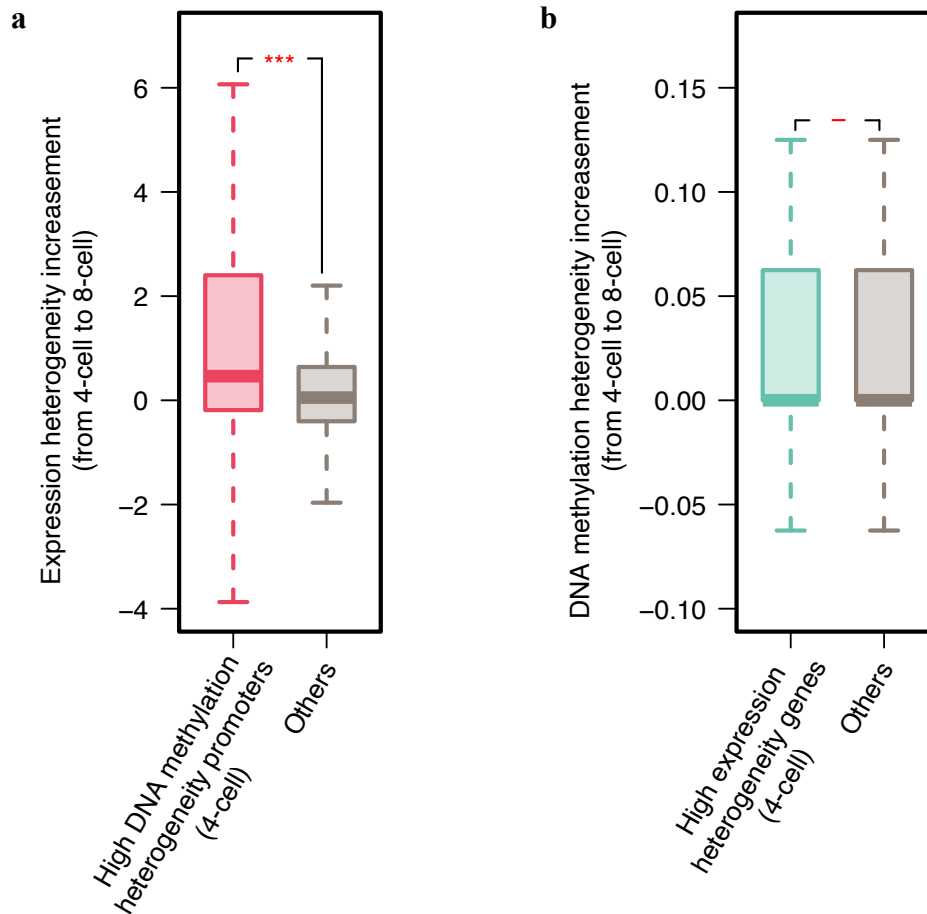 a
Expression heterogeneity increasement
(from 4-cell to 8-cell)
6
4
2
0
−2
−4
***
High DNA methylation
heterogeneity promoters
(4-cell)
Others
b
DNA methylation heterogeneity increasement
(from 4-cell to 8-cell)
0.15
0.10
0.05
0.00
−0.05
−0.10
–
High expression
heterogeneity genes
(4-cell)
Others